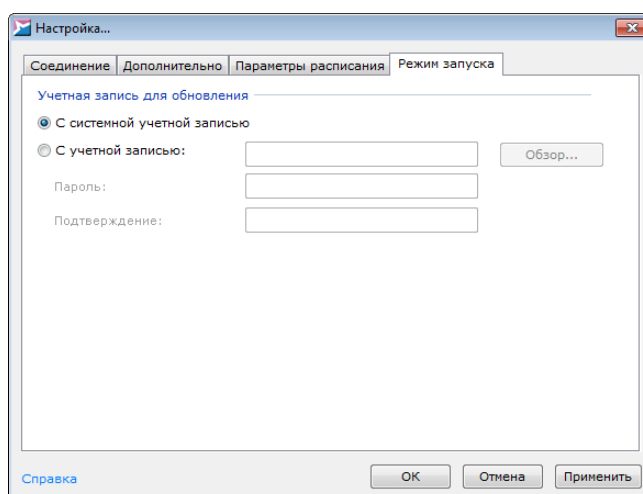 Настройка...
Соединение Дополнительно Параметры расписания Режим запуска
Учетная запись для обновления
С системной учетной записью
С учетной записью: Обзор...
Пароль:
Подтверждение:
Справка OK Отмена Применить